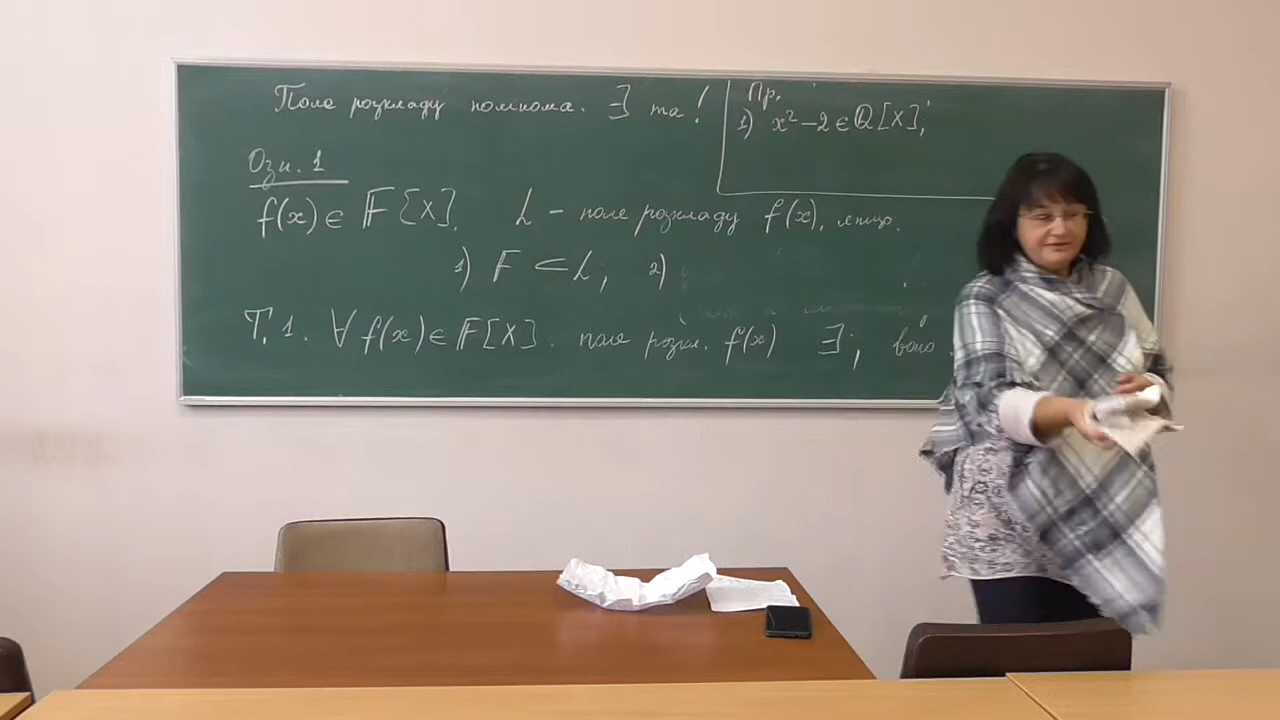 Поле розкладу полінома. ∃ та !
Пр.
1) x² – 2 ∈ ℚ[X];
Озн. 1
f(x) ∈ 𝔽[X]. L – поле розкладу f(x), якщо.
1) F ⊂ L, 2)
Т.1. ∀ f(x) ∈ 𝔽[X]. поле розкл. f(x) ∃; воно